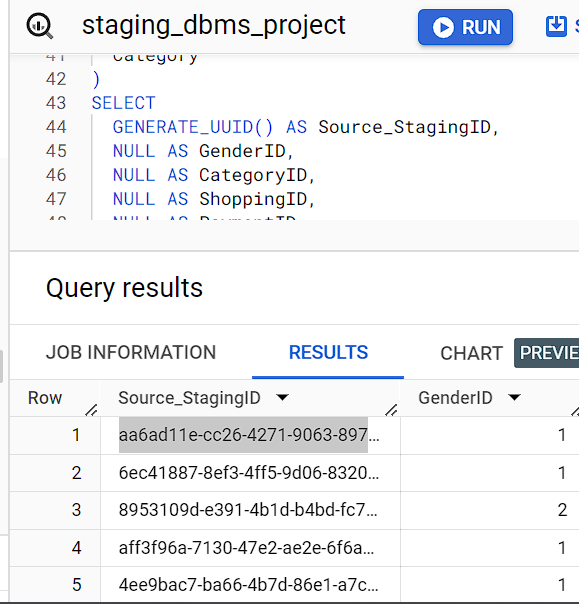 staging_dbms_project
RUN
41 Category
42 )
43 SELECT
44 GENERATE_UUID() AS Source_StagingID,
45 NULL AS GenderID,
46 NULL AS CategoryID,
47 NULL AS ShoppingID,
48 NULL AS PaymentID
Query results
JOB INFORMATION RESULTS CHART PREVIE
Row Source_StagingID GenderID
1 aa6ad11e-cc26-4271-9063-897... 1
2 6ec41887-8ef3-4ff5-9d06-8320... 1
3 8953109d-e391-4b1d-b4bd-fc7... 2
4 aff3f96a-7130-47e2-ae2e-6f6a... 1
5 4ee9bac7-ba66-4b7d-86e1-a7c... 1